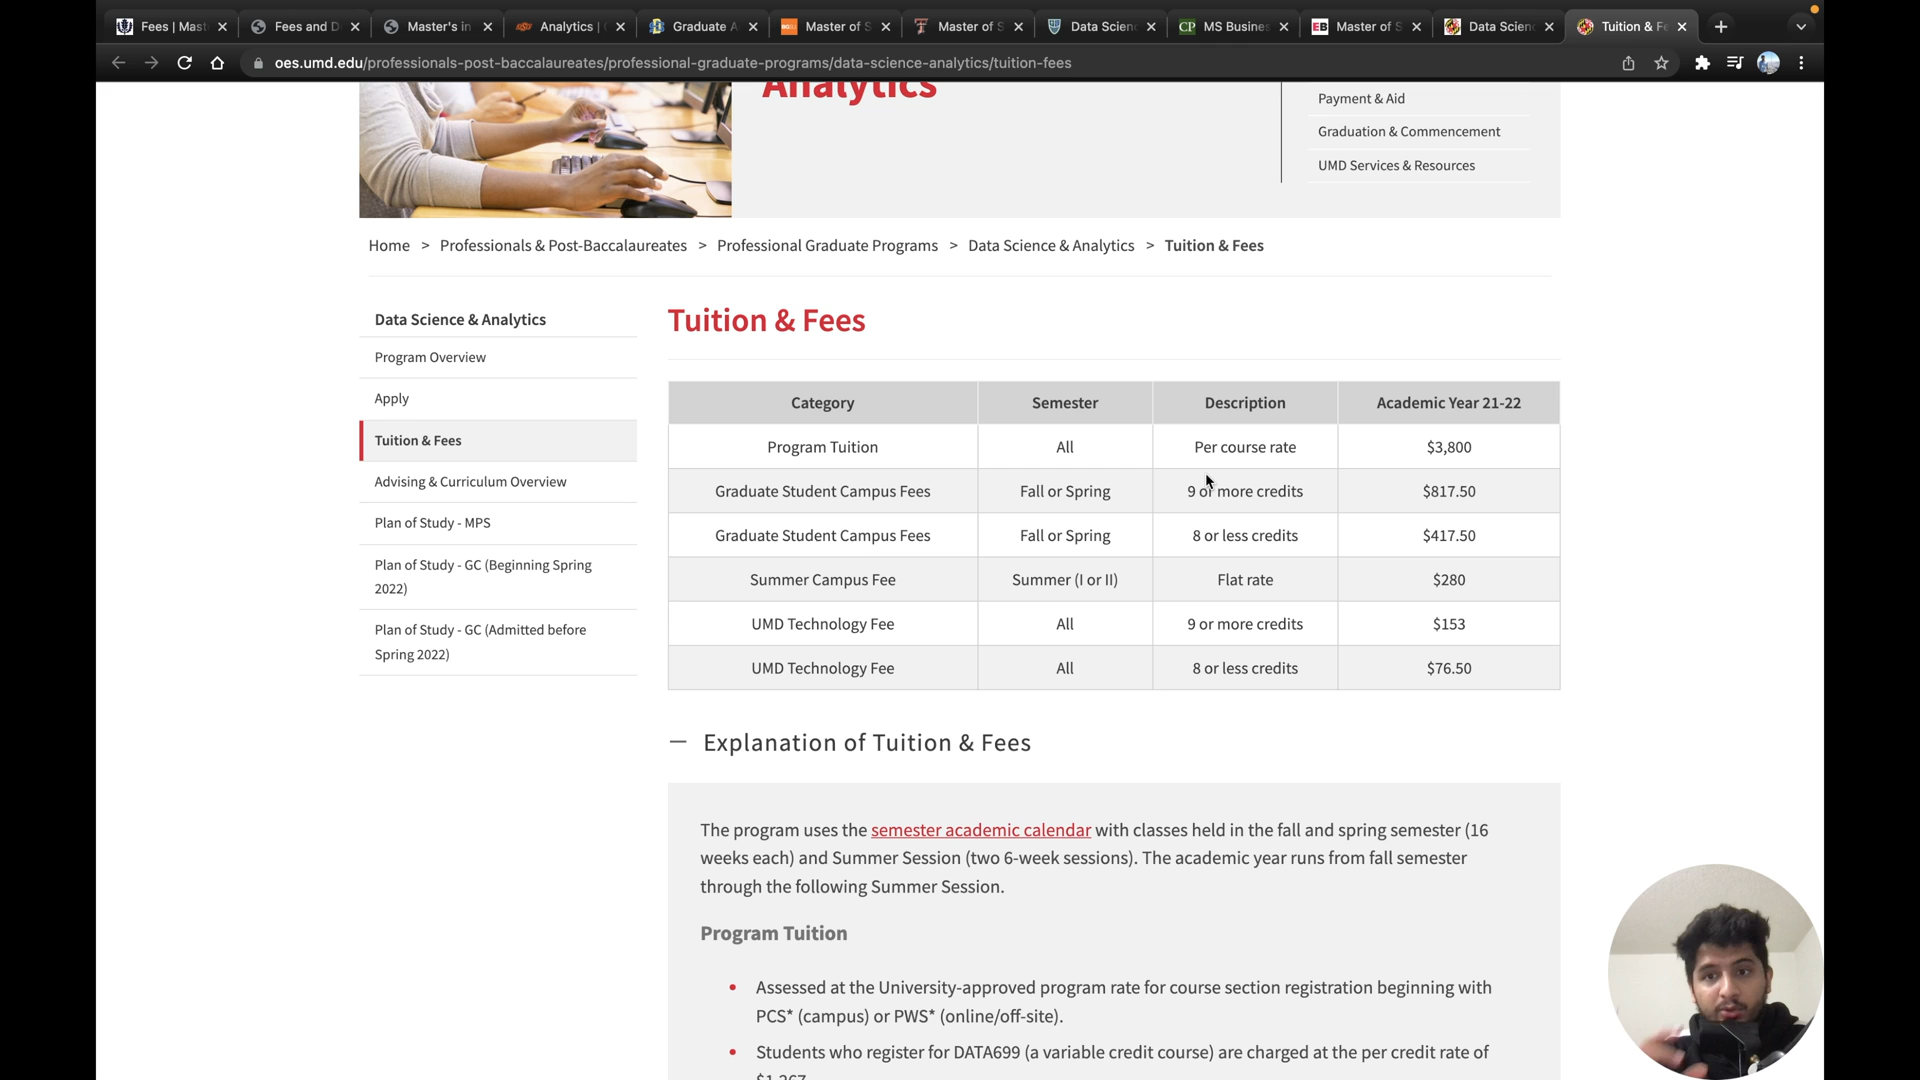 Fees | Mast
Fees and D
Master's in
Analytics |
Graduate A
Master of S
Master of S
Data Scienc
MS Busines
Master of S
Data Scienc
Tuition & Fe
oes.umd.edu/professionals-post-baccalaureates/professional-graduate-programs/data-science-analytics/tuition-fees
Analytics
Payment & Aid
Graduation & Commencement
UMD Services & Resources
Home > Professionals & Post-Baccalaureates > Professional Graduate Programs > Data Science & Analytics > Tuition & Fees
Data Science & Analytics
Program Overview
Apply
Tuition & Fees
Advising & Curriculum Overview
Plan of Study - MPS
Plan of Study - GC (Beginning Spring
2022)
Plan of Study - GC (Admitted before
Spring 2022)
Tuition & Fees
Category Semester Description Academic Year 21-22
Program Tuition All Per course rate $3,800
Graduate Student Campus Fees Fall or Spring 9 or more credits $817.50
Graduate Student Campus Fees Fall or Spring 8 or less credits $417.50
Summer Campus Fee Summer (I or II) Flat rate $280
UMD Technology Fee All 9 or more credits $153
UMD Technology Fee All 8 or less credits $76.50
— Explanation of Tuition & Fees
The program uses the semester academic calendar with classes held in the fall and spring semester (16
weeks each) and Summer Session (two 6-week sessions). The academic year runs from fall semester
through the following Summer Session.
Program Tuition
• Assessed at the University-approved program rate for course section registration beginning with
PCS* (campus) or PWS* (online/off-site).
• Students who register for DATA699 (a variable credit course) are charged at the per credit rate of
$1,267